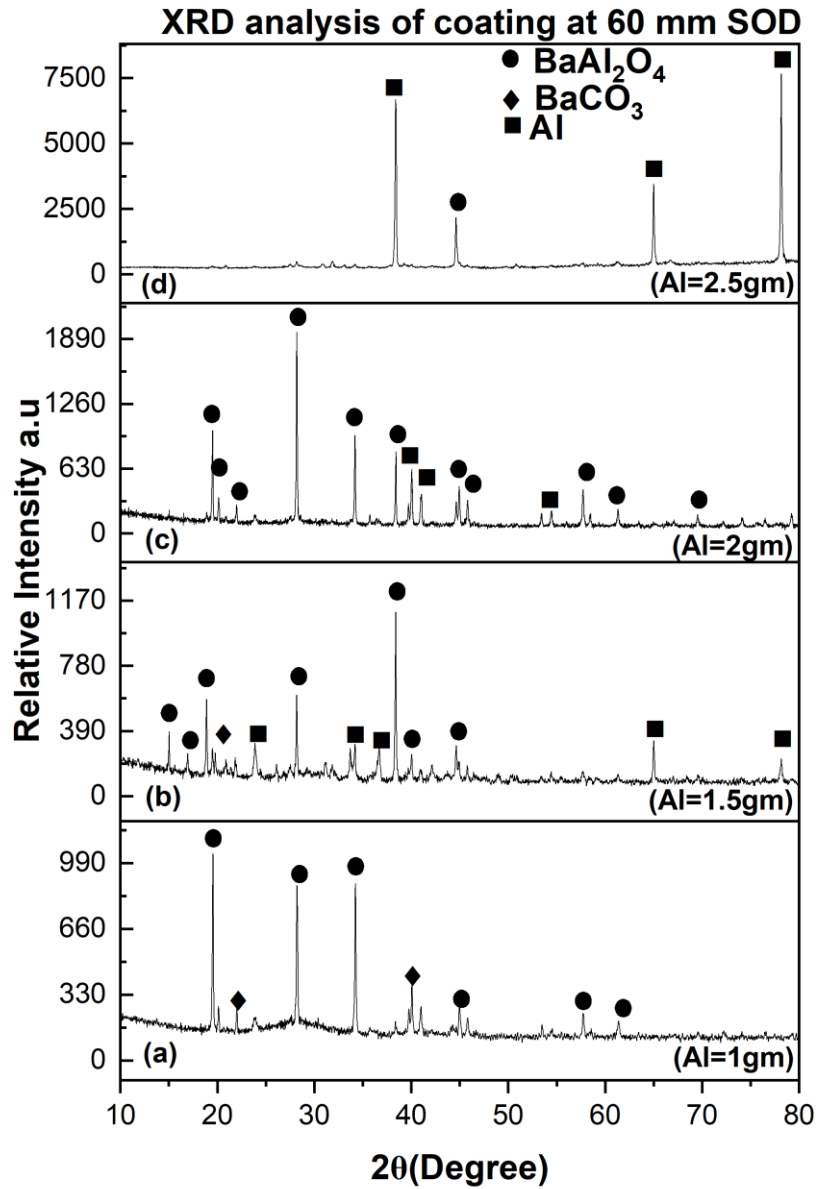 XRD analysis of coating at 60 mm SOD
● BaAl₂O₄
◆ BaCO₃
■ Al
7500
5000
2500
0
(d)
(Al=2.5gm)
1890
1260
630
0
(c)
(Al=2gm)
1170
780
390
0
(b)
(Al=1.5gm)
990
660
330
0
(a)
(Al=1gm)
Relative Intensity a.u
10 20 30 40 50 60 70 80
2θ(Degree)